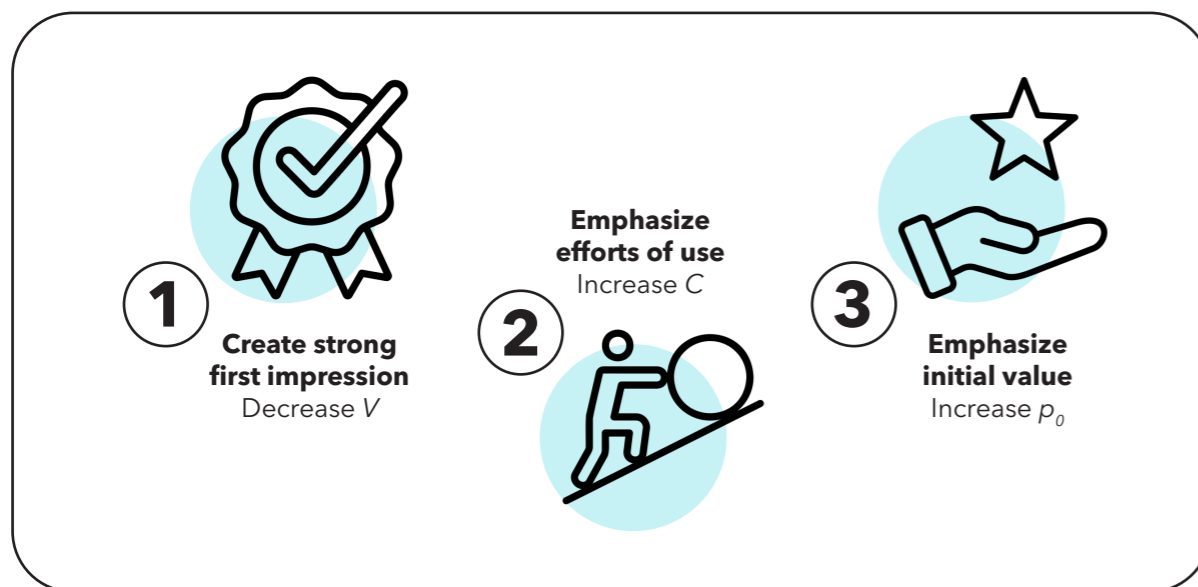 1
Create strong
first impression
Decrease V
2
Emphasize
efforts of use
Increase C
3
Emphasize
initial value
Increase p₀